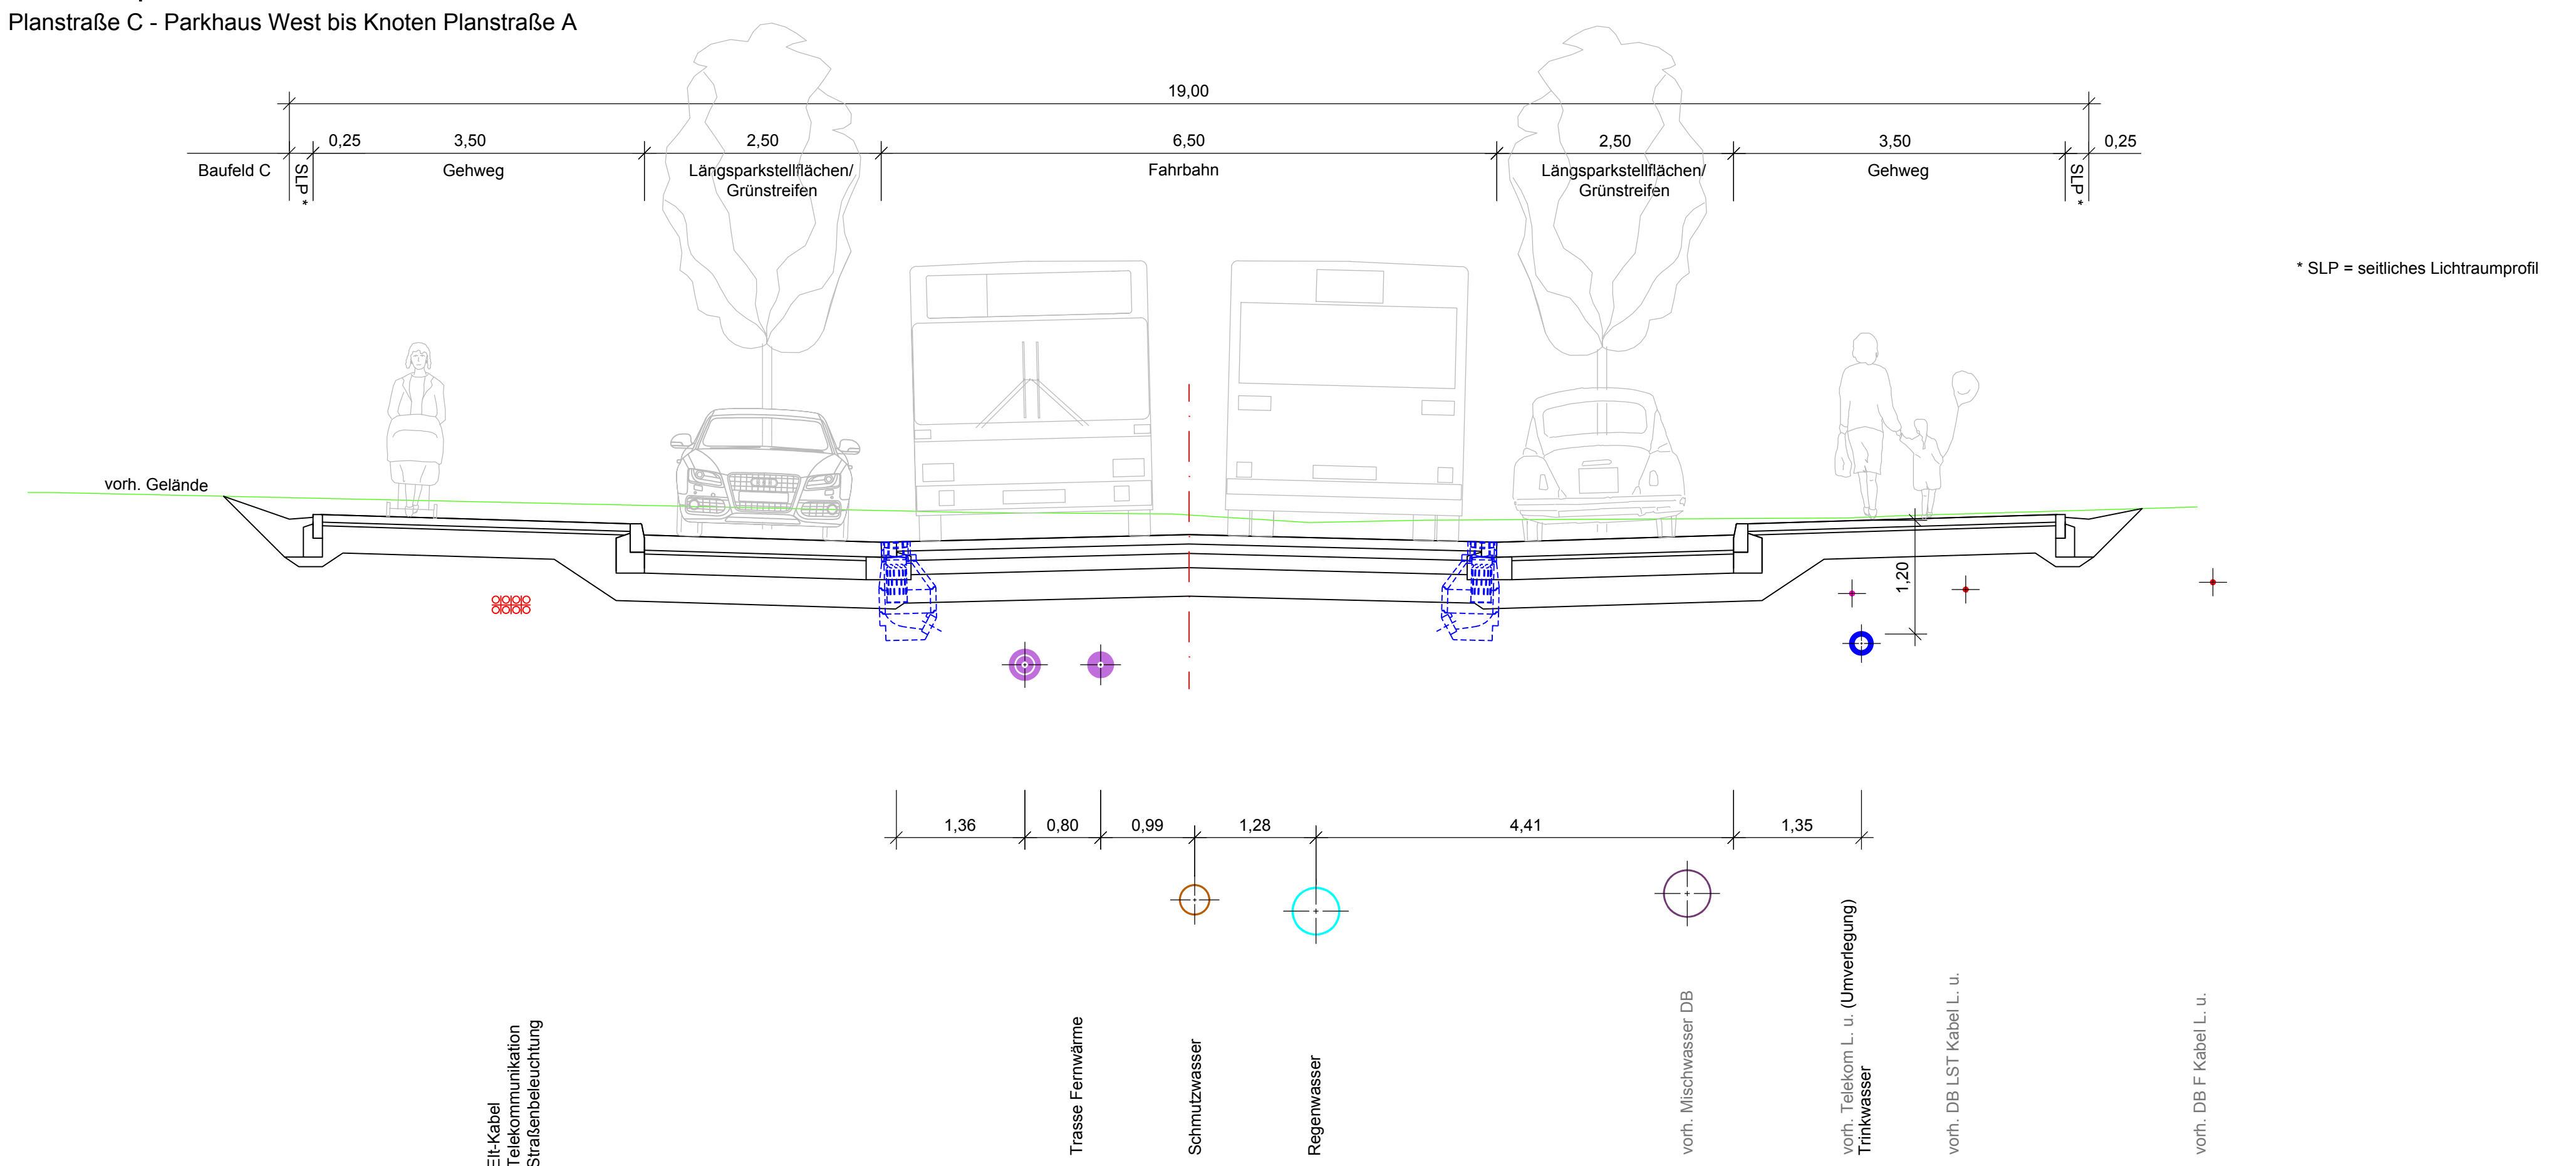 Planstraße C - Parkhaus West bis Knoten Planstraße A
19,00
0,25
3,50
2,50
6,50
2,50
3,50
0,25
Baufeld C
SLP *
Gehweg
Längsparkstellflächen/
Grünstreifen
Fahrbahn
Längsparkstellflächen/
Grünstreifen
Gehweg
SLP *
* SLP = seitliches Lichtraumprofil
vorh. Gelände
1,20
1,36
0,80
0,99
1,28
4,41
1,35
Elt-Kabel
Telekommunikation
Straßenbeleuchtung
Trasse Fernwärme
Schmutzwasser
Regenwasser
vorh. Mischwasser DB
vorh. Telekom L. u. (Umverlegung)
Trinkwasser
vorh. DB LST Kabel L. u.
vorh. DB F Kabel L. u.